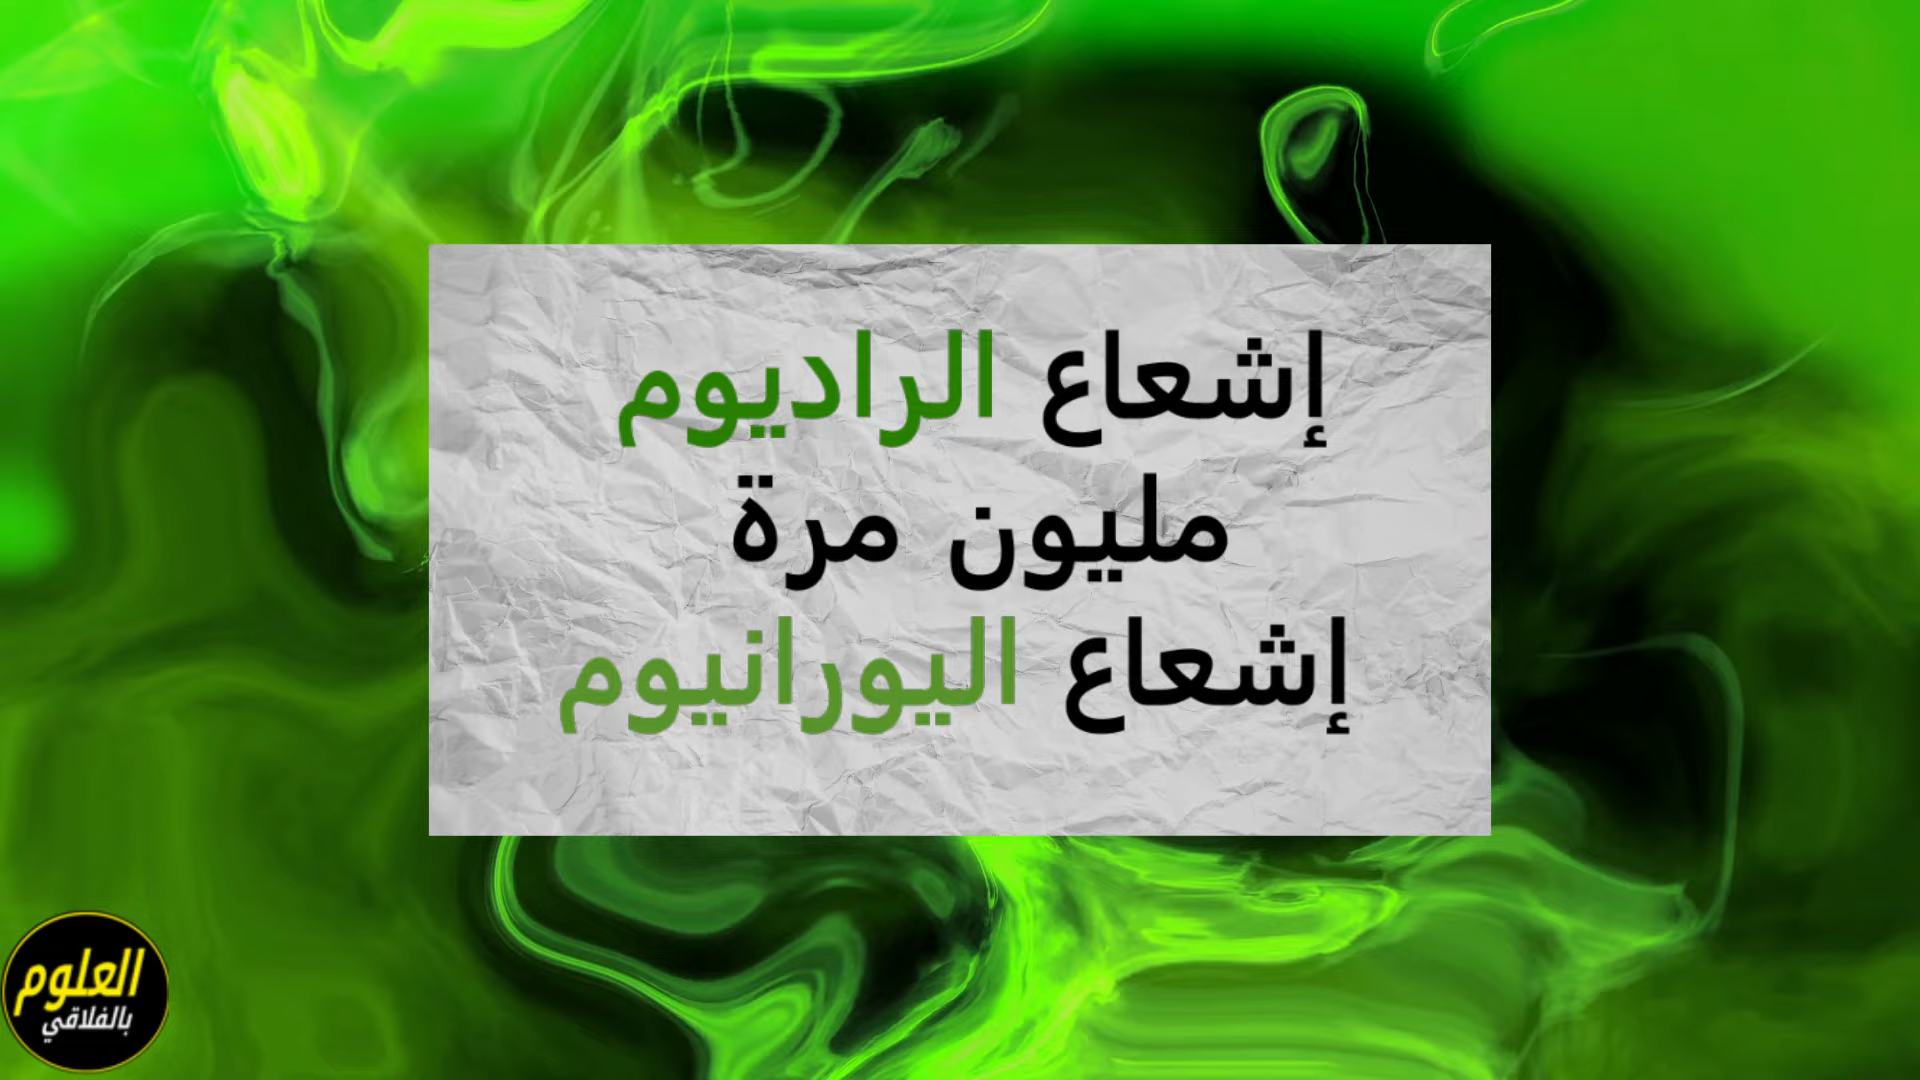 إشعاع الراديوم
مليون مرة
إشعاع اليورانيوم
العلوم
بالفلاقي